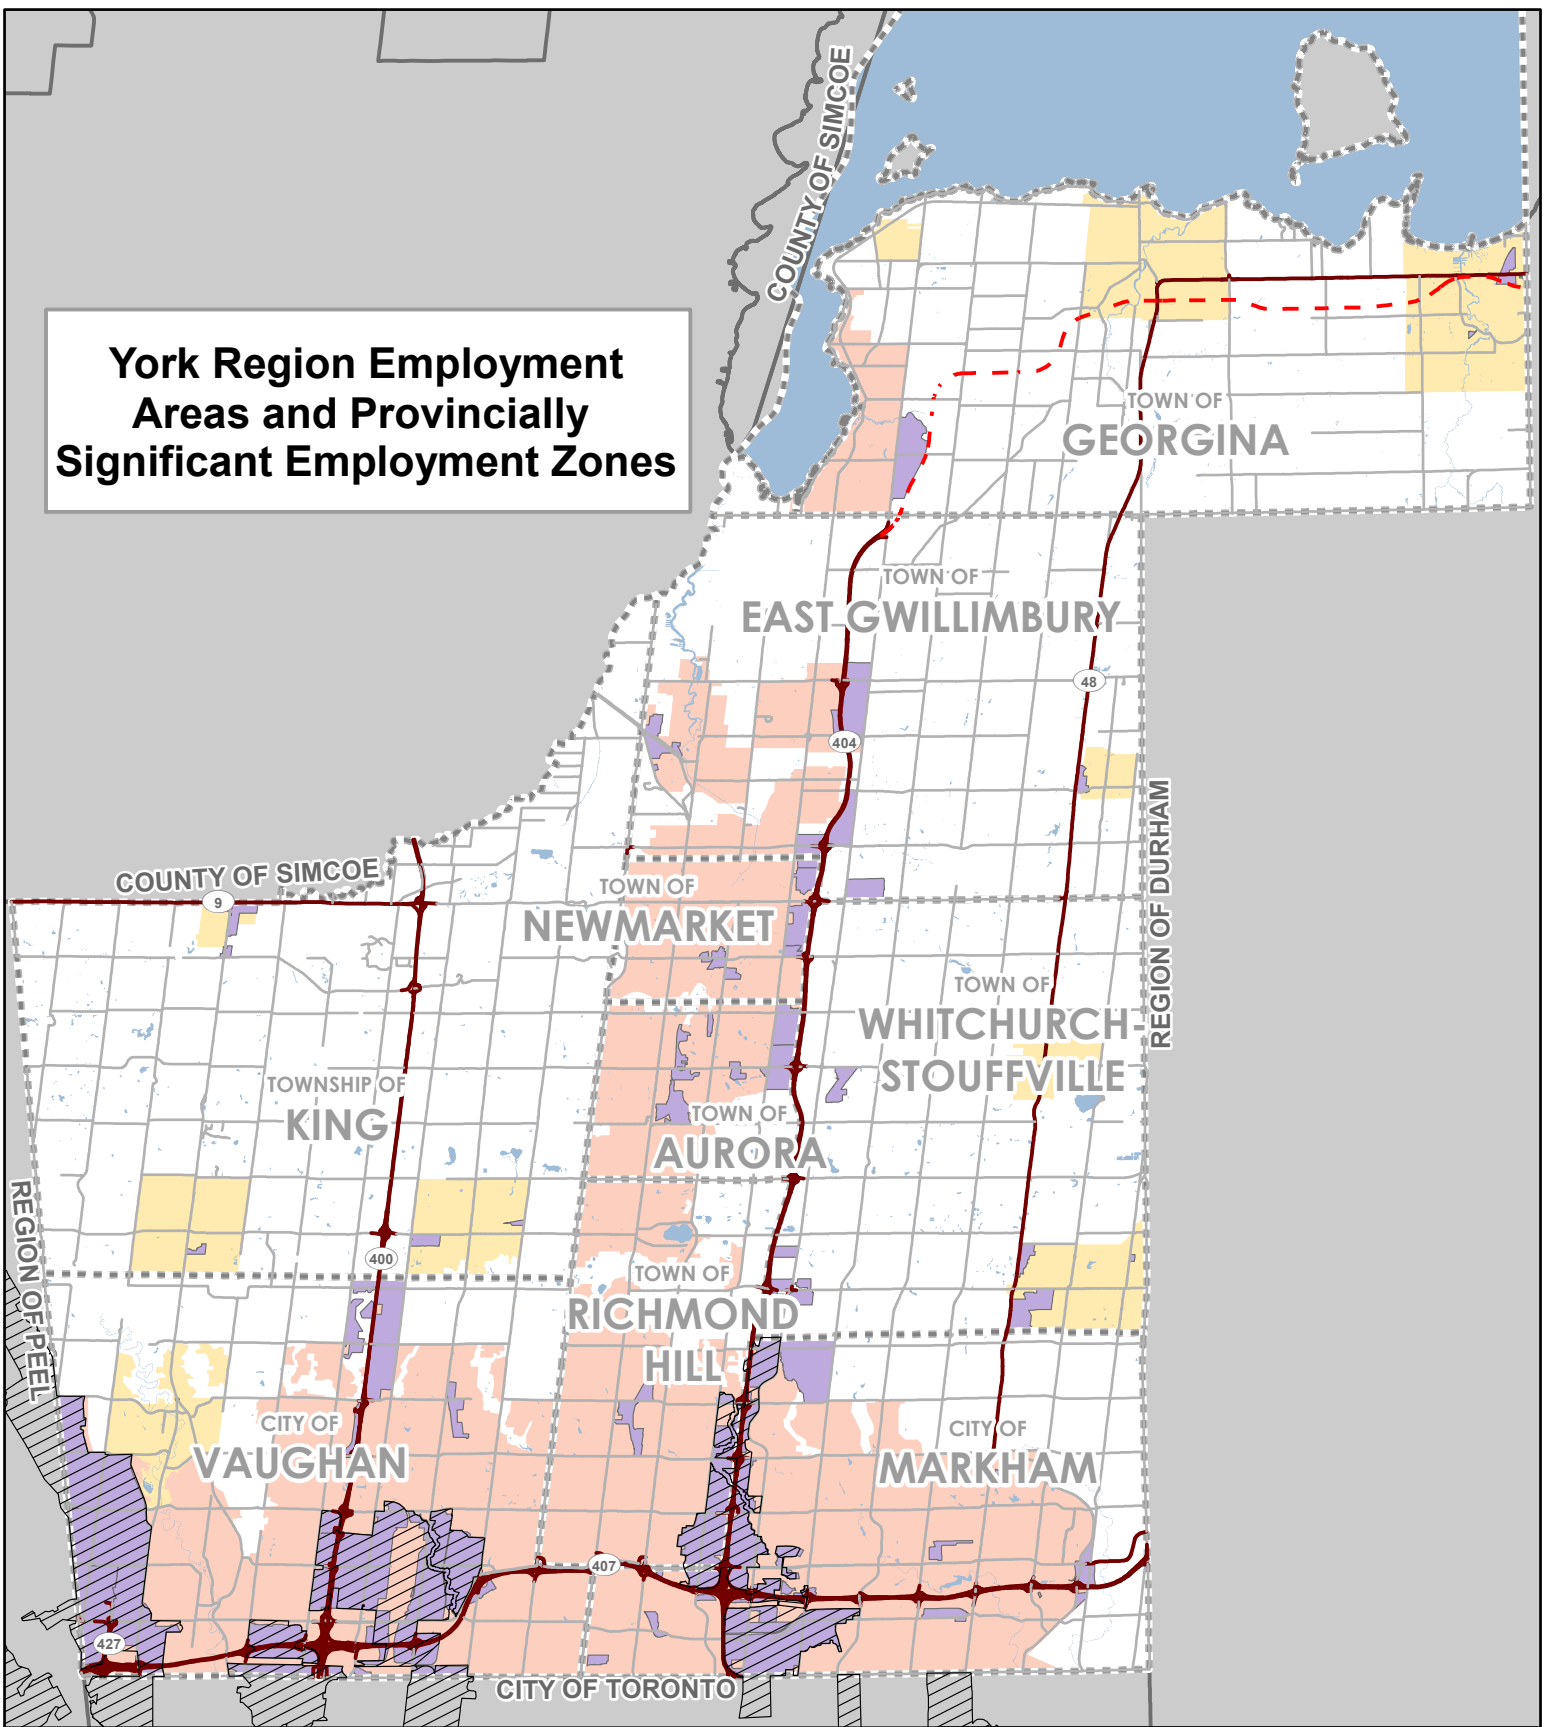 COUNTY OF SIMCOE
York Region Employment
Areas and Provincially
Significant Employment Zones
TOWN OF
GEORGINA
TOWN OF
EAST GWILLIMBURY
48
404
REGION OF DURHAM
COUNTY OF SIMCOE
9
TOWN OF
NEWMARKET
TOWN OF
WHITCHURCH-
STOUFFVILLE
TOWNSHIP OF
KING
TOWN OF
AURORA
REGION OF PEEL
400
TOWN OF
RICHMOND
HILL
CITY OF
VAUGHAN
CITY OF
MARKHAM
407
427
CITY OF TORONTO